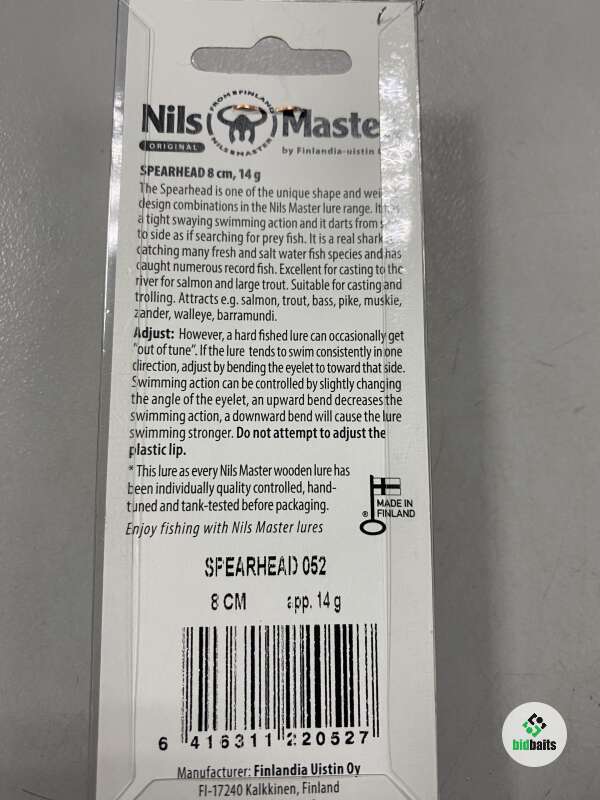 FROM FINLAND
Nils Maste
NILS MASTER
ORIGINAL
by Finlandia-uistin
SPEARHEAD 8 cm, 14 g
The Spearhead is one of the unique shape and wei
design combinations in the Nils Master lure range. It has
a tight swaying swimming action and it darts from s
to side as if searching for prey fish. It is a real shark
catching many fresh and salt water fish species and has
caught numerous record fish. Excellent for casting to the
river for salmon and large trout. Suitable for casting and
trolling. Attracts e.g. salmon, trout, bass, pike, muskie,
zander, walleye, barramundi.
Adjust: However, a hard fished lure can occasionally get
"out of tune". If the lure tends to swim consistently in one
direction, adjust by bending the eyelet to toward that side.
Swimming action can be controlled by slightly changing
the angle of the eyelet, an upward bend decreases the
swimming action, a downward bend will cause the lure
swimming stronger. Do not attempt to adjust the
plastic lip.
* This lure as every Nils Master wooden lure has
been individually quality controlled, hand-
tuned and tank-tested before packaging.
Enjoy fishing with Nils Master lures
® MADE IN
FINLAND
SPEARHEAD 052
8 CM app. 14 g
6 416311 220527
Manufacturer: Finlandia Uistin Oy
FI-17240 Kalkkinen, Finland
bidbaits